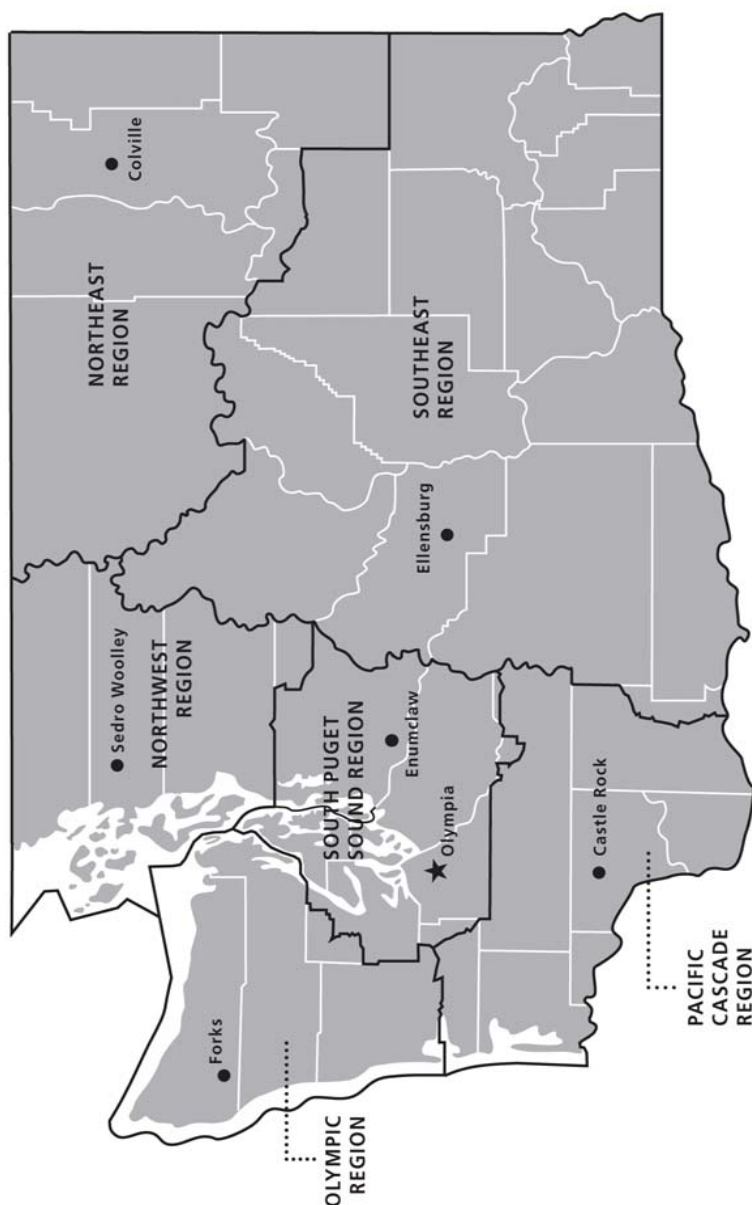 NORTHEAST
REGION
Colville
Sedro Woolley
NORTHWEST
REGION
Forks
OLYMPIC
REGION
SOUTH PUGET
SOUND REGION
Enumclaw
Olympia
Ellensburg
SOUTHEAST
REGION
Castle Rock
PACIFIC
CASCADE
REGION